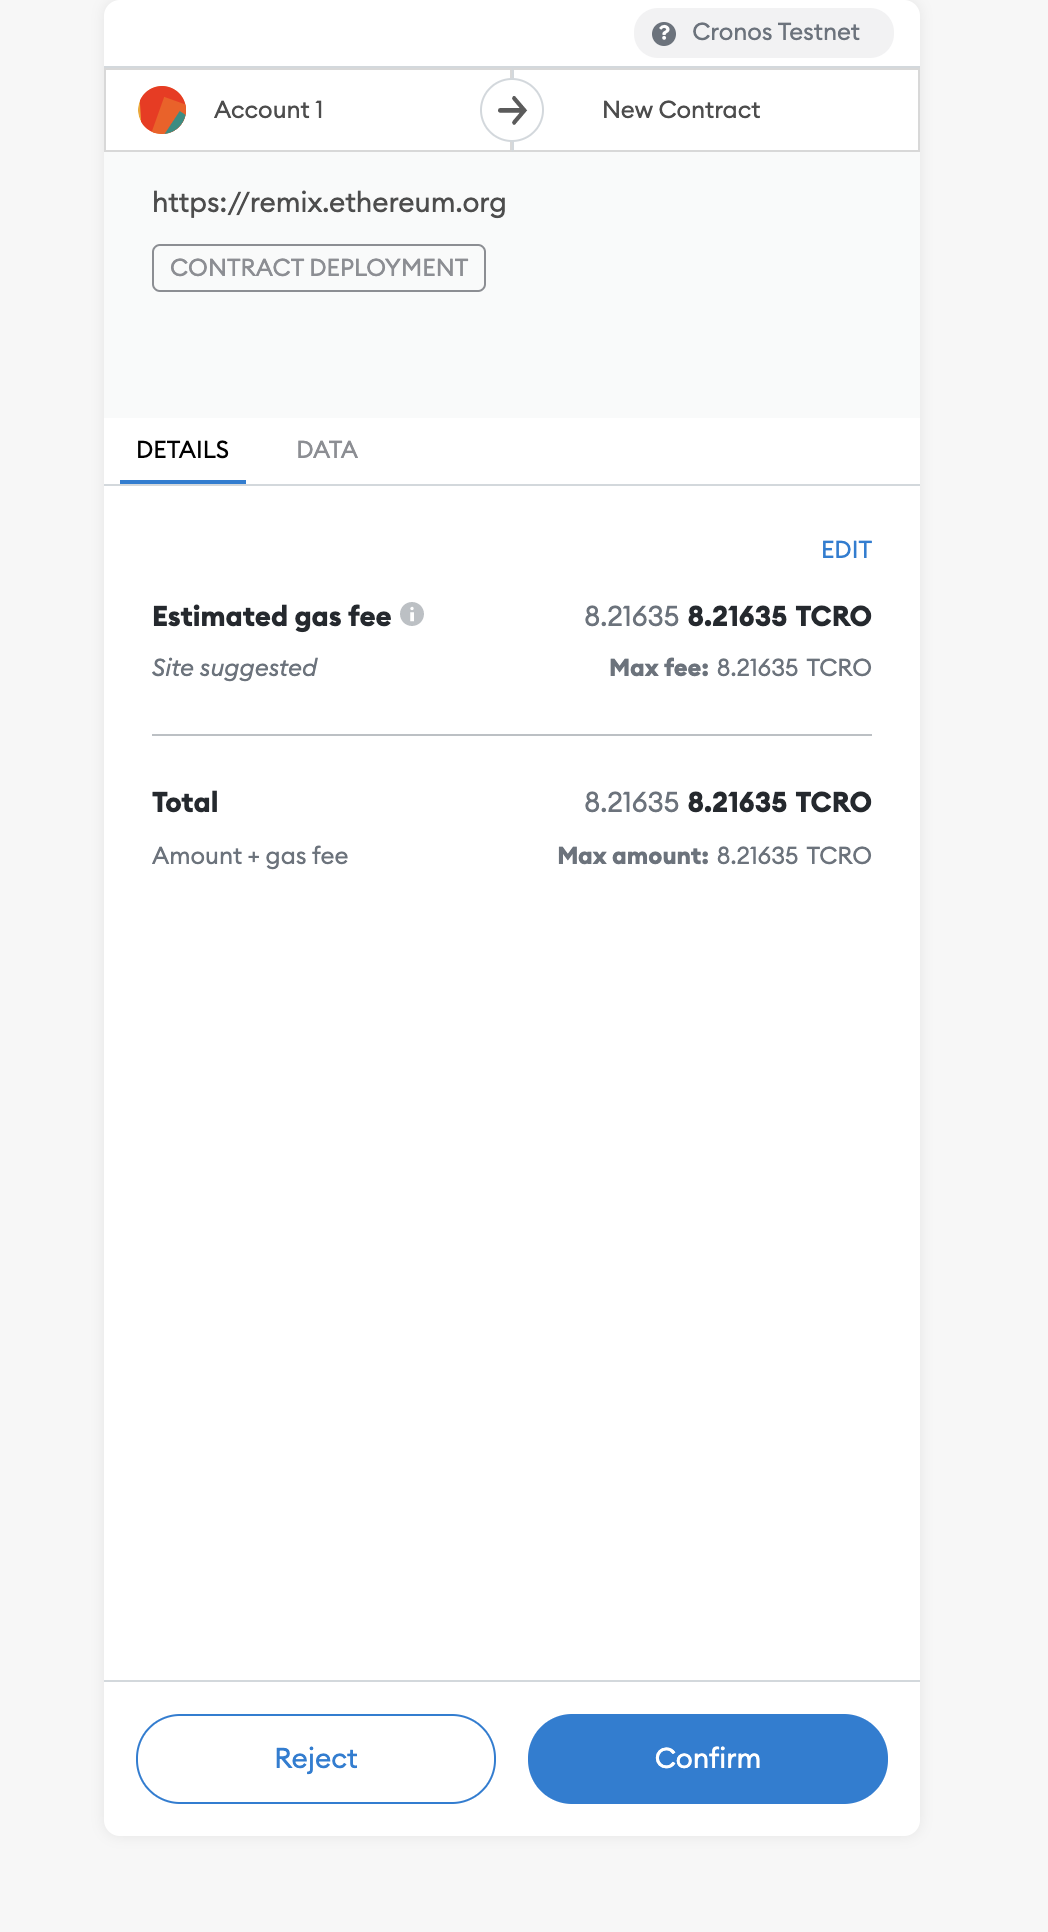 Cronos Testnet
Account 1
New Contract
https://remix.ethereum.org
CONTRACT DEPLOYMENT
DETAILS DATA
EDIT
Estimated gas fee 8.21635 8.21635 TCRO
Site suggested Max fee: 8.21635 TCRO
Total 8.21635 8.21635 TCRO
Amount + gas fee Max amount: 8.21635 TCRO
Reject Confirm